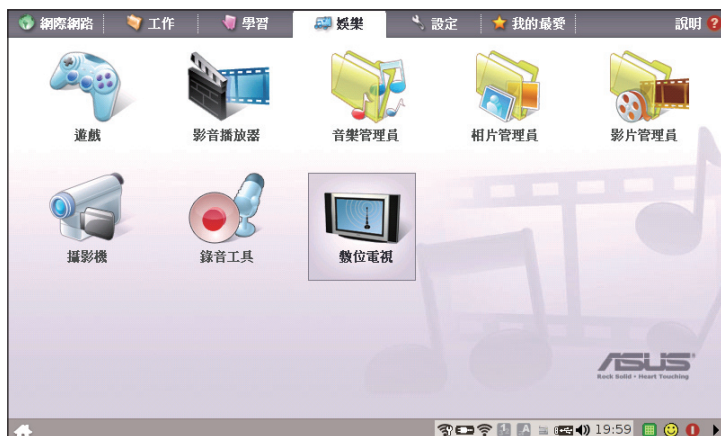 網際網路 工作 學習 娛樂 設定 我的最愛 說明
遊戲 影音播放器 音樂管理員 相片管理員 影片管理員
攝影機 錄音工具 數位電視
ASUS
Rock Solid • Heart Touching
19:59